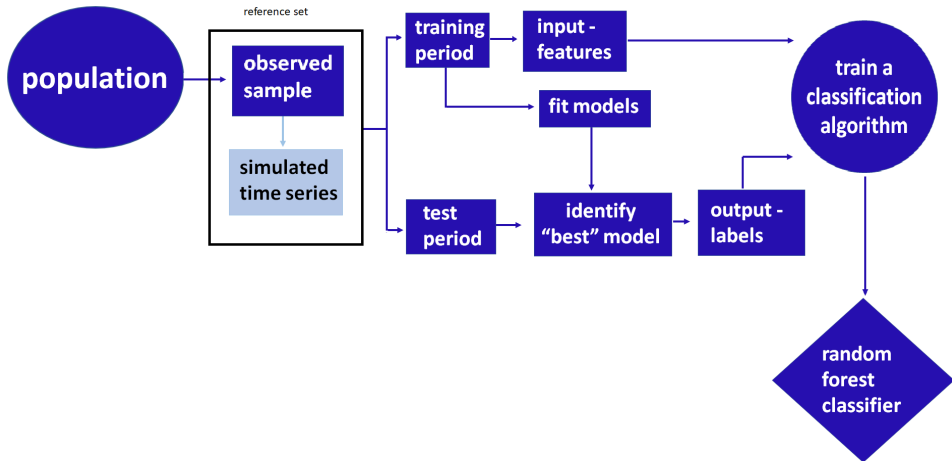 reference set
population
observed
sample
simulated
time series
training
period
input -
features
fit models
test
period
identify
“best” model
output -
labels
train a
classification
algorithm
random
forest
classifier